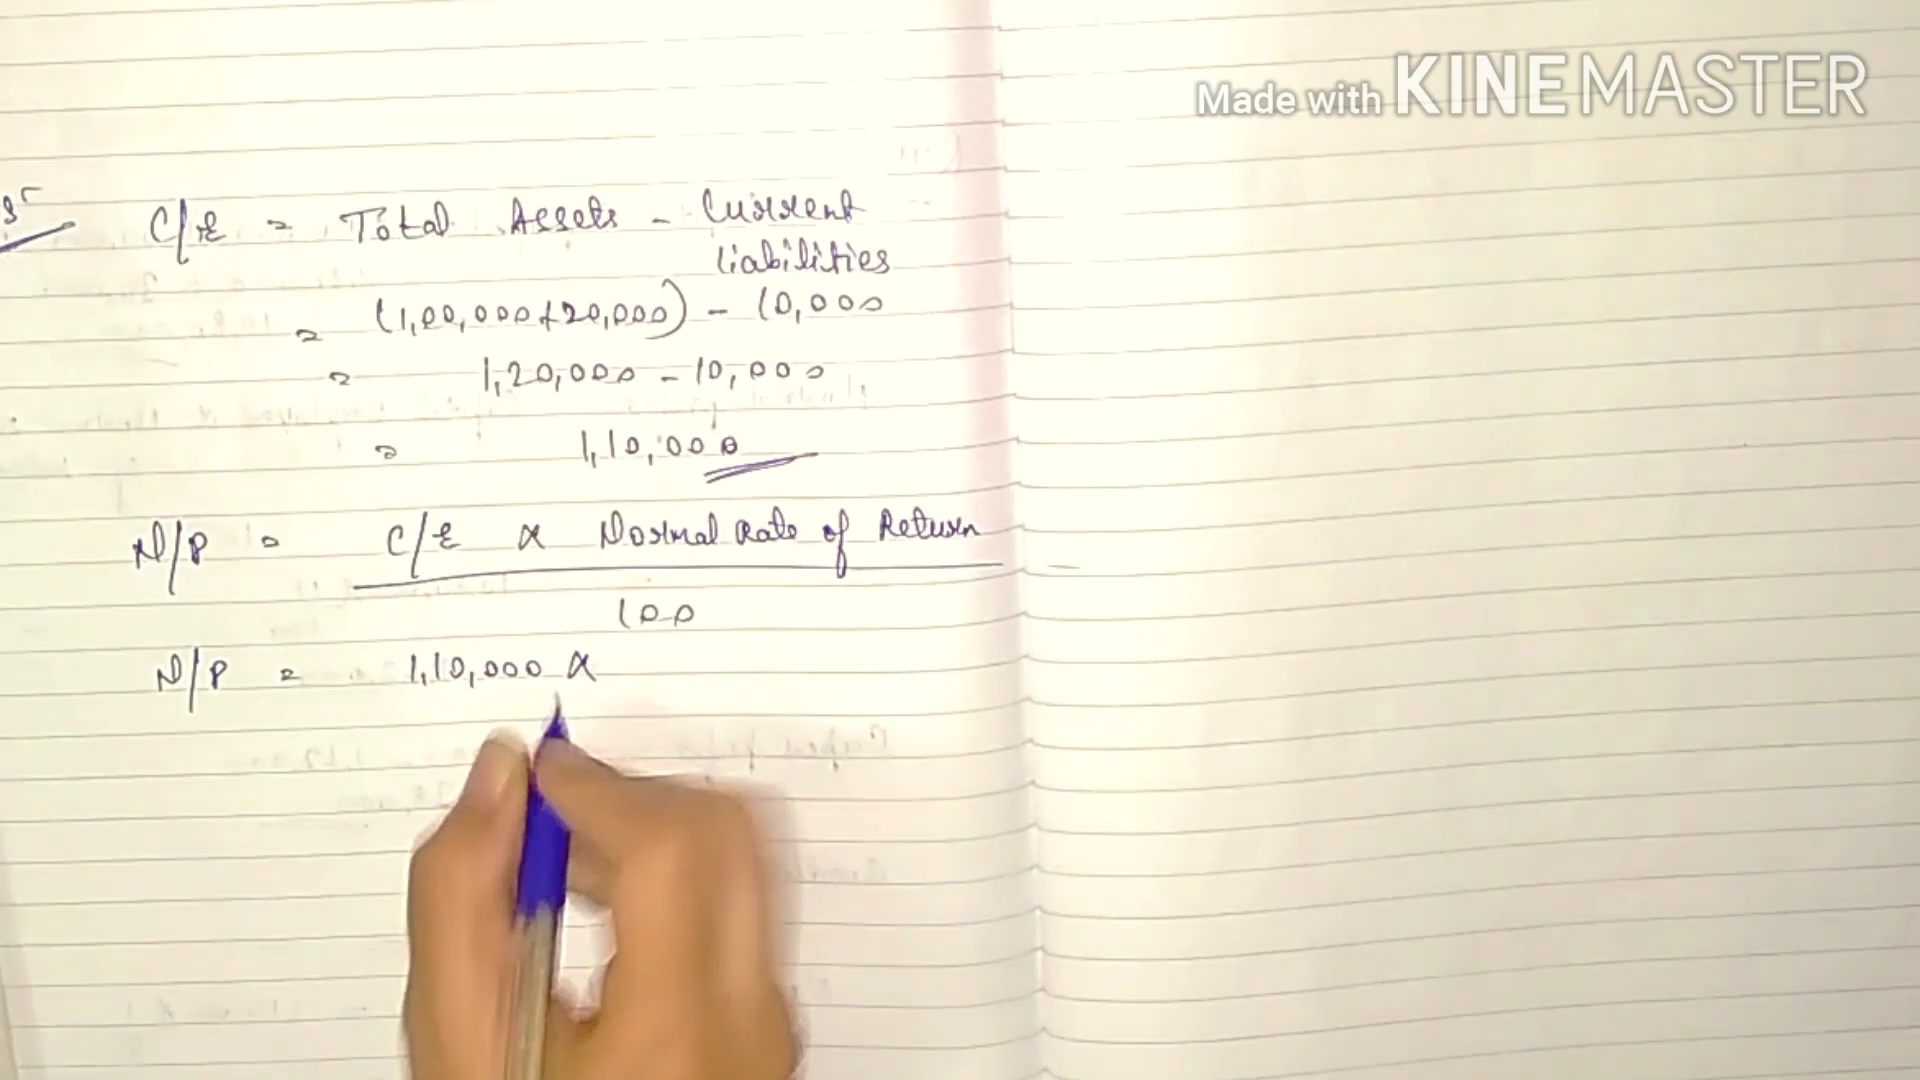 Made with KINEMASTER
C/E = Total Assets - Current
liabilities
= (1,00,000+20,000) - 10,000
= 1,20,000 - 10,000
= 1,10,000
N/P = C/E x Normal Rate of Return
100
N/P = 1,10,000 x